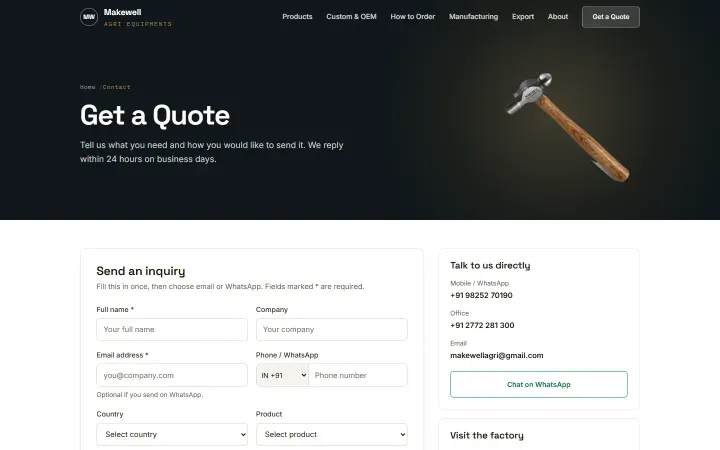 MW
Makewell
AGRI EQUIPMENTS
Products
Custom & OEM
How to Order
Manufacturing
Export
About
Get a Quote
Home /Contact
Get a Quote
Tell us what you need and how you would like to send it. We reply
within 24 hours on business days.
Send an inquiry
Fill this in once, then choose email or WhatsApp. Fields marked * are required.
Full name *
Company
Your full name
Your company
Email address *
Phone / WhatsApp
you@company.com
IN +91
Phone number
Optional if you send on WhatsApp.
Country
Product
Select country
Select product
Talk to us directly
Mobile / WhatsApp
+91 98252 70190
Office
+91 2772 281 300
Email
makewellagri@gmail.com
Chat on WhatsApp
Visit the factory